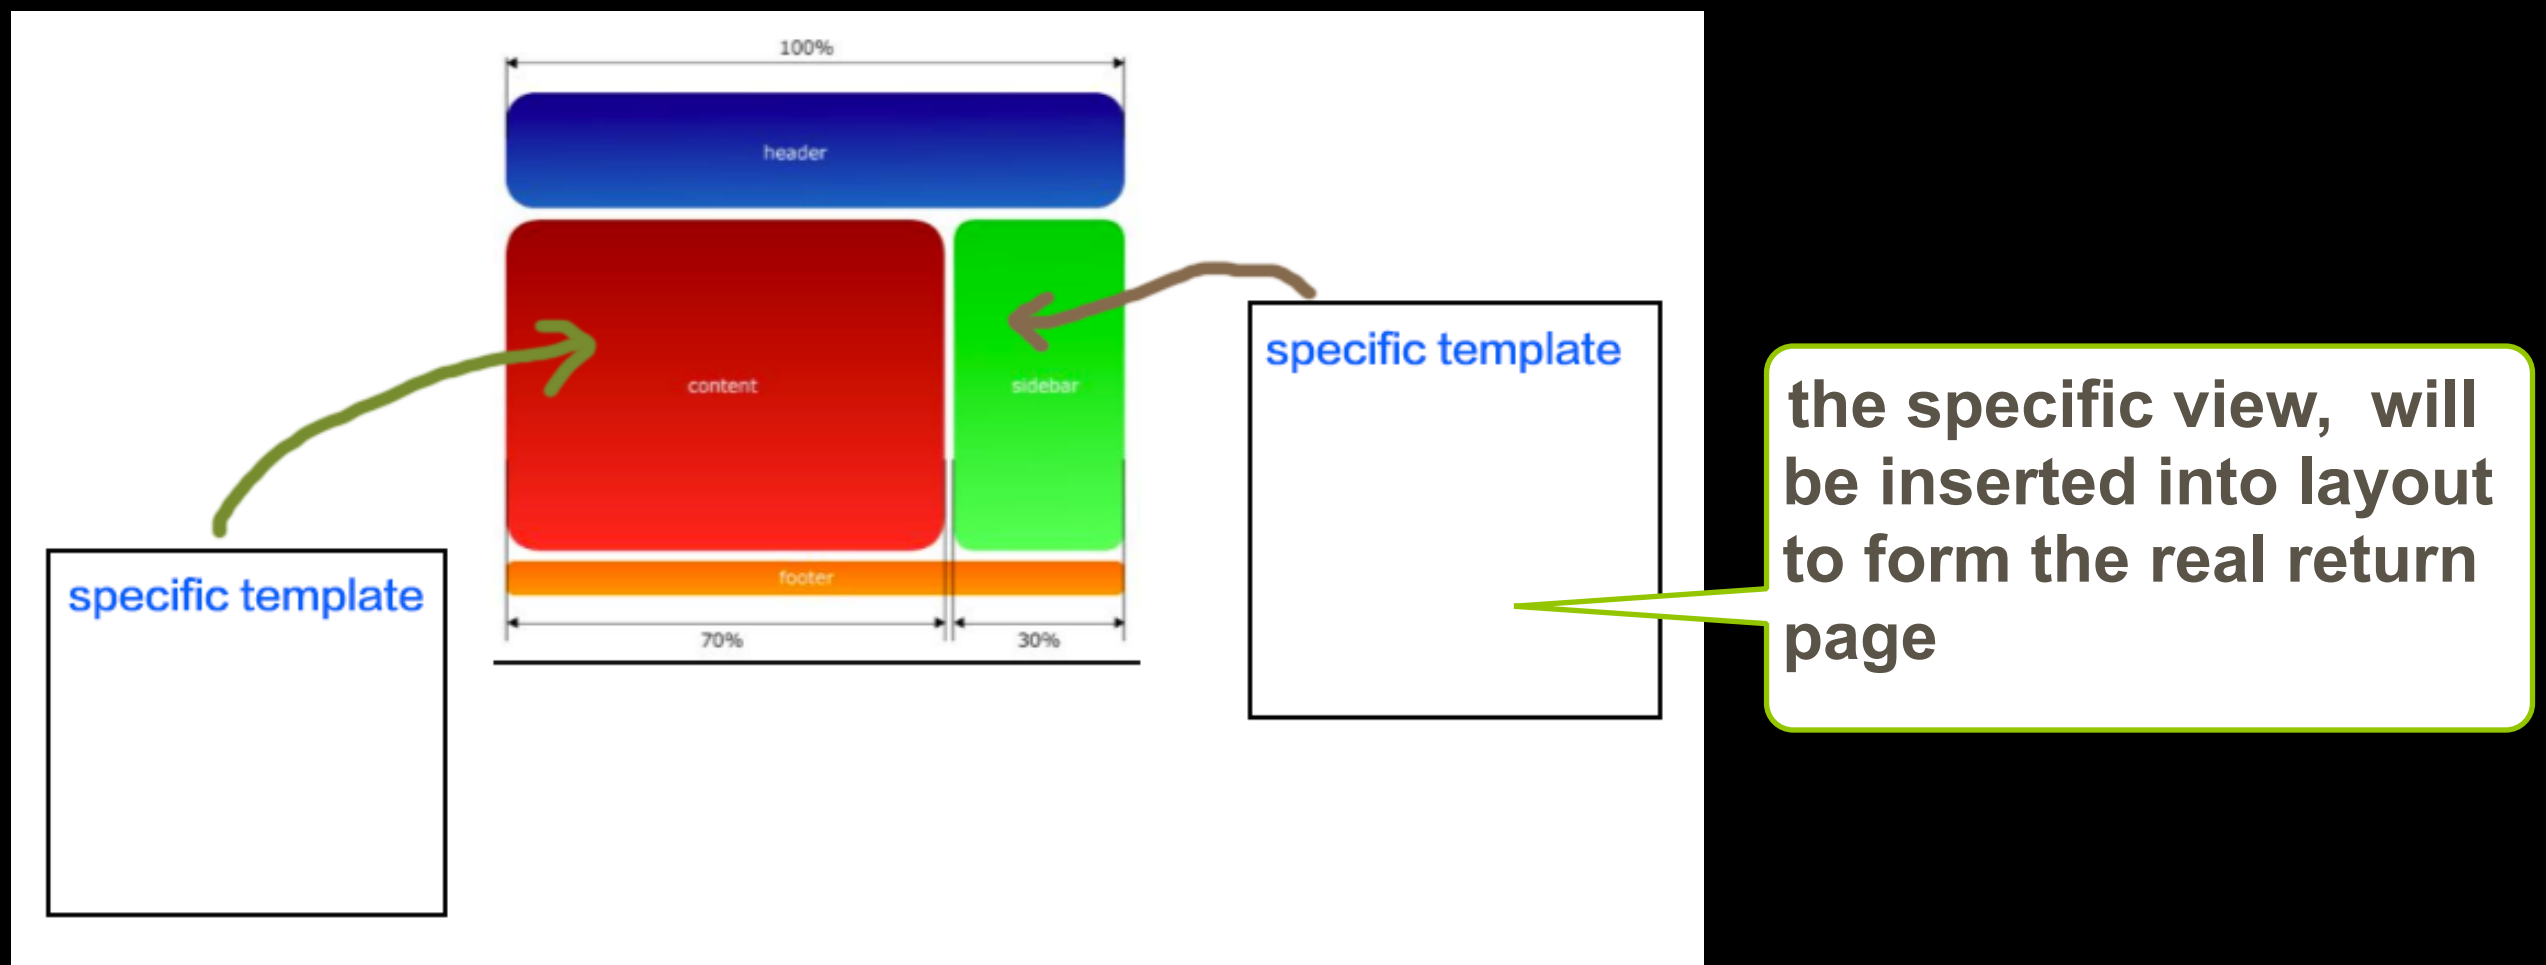 100%
header
content
sidebar
footer
70%
30%
specific template
specific template
the specific view,  will
be inserted into layout
to form the real return
page